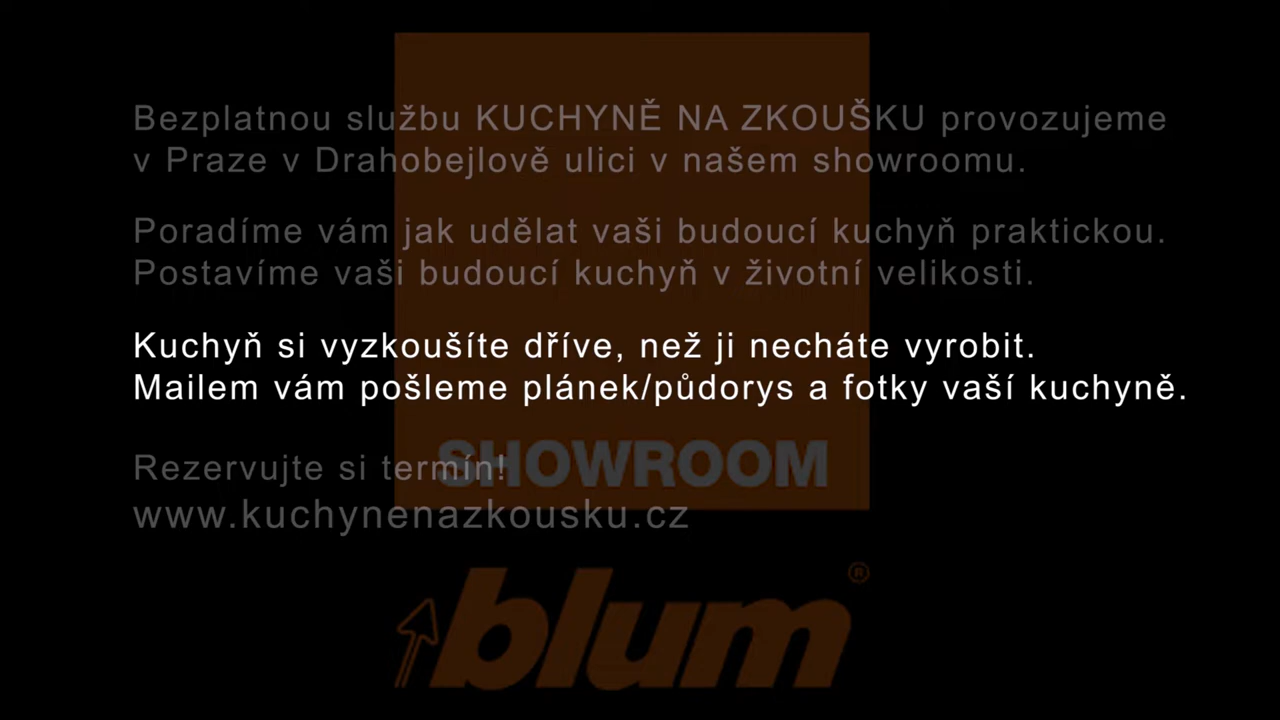 Bezplatnou službu KUCHYNĚ NA ZKOUŠKU provozujeme
v Praze v Drahobejlově ulici v našem showroomu.
Poradíme vám jak udělat vaši budoucí kuchyň praktickou.
Postavíme vaši budoucí kuchyň v životní velikosti.
Kuchyň si vyzkoušíte dříve, než ji necháte vyrobit.
Mailem vám pošleme plánek/půdorys a fotky vaší kuchyně.
SHOWROOM
Rezervujte si termín!
www.kuchynenazkousku.cz
blum®